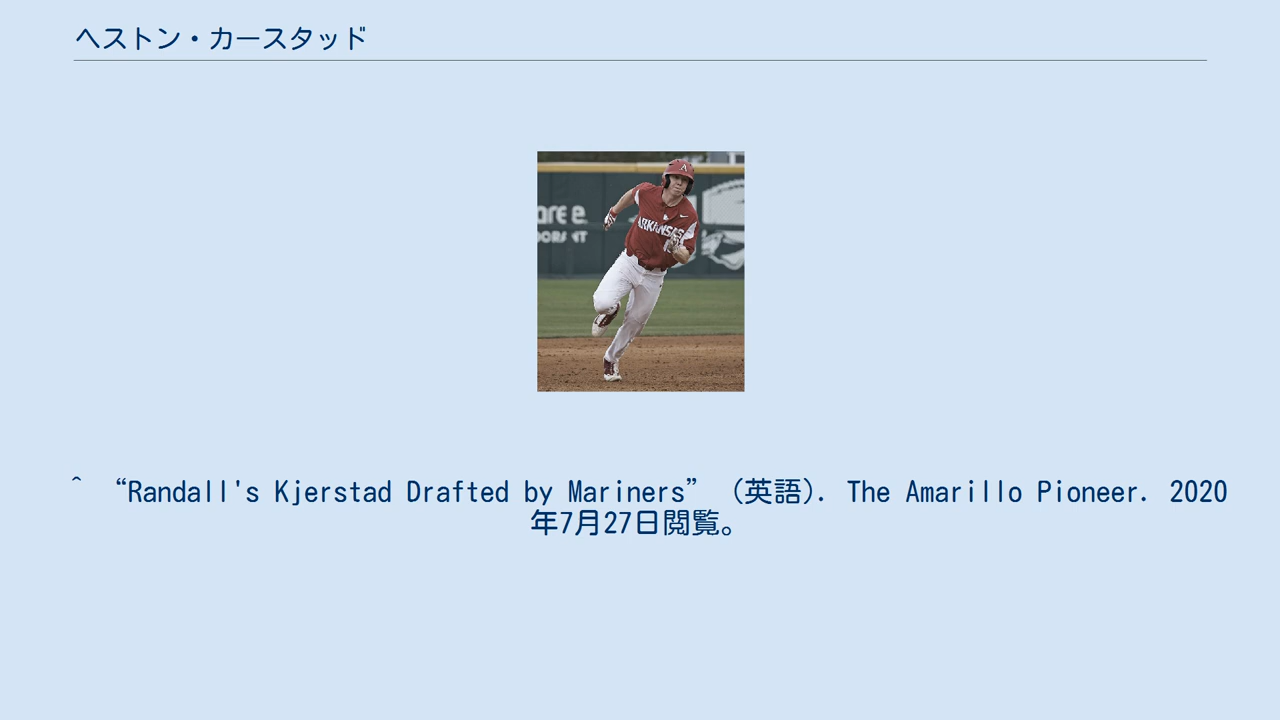 ヘストン・カースタッド
ARKANSAS
^ “Randall's Kjerstad Drafted by Mariners” (英語). The Amarillo Pioneer. 2020
年7月27日閲覧。